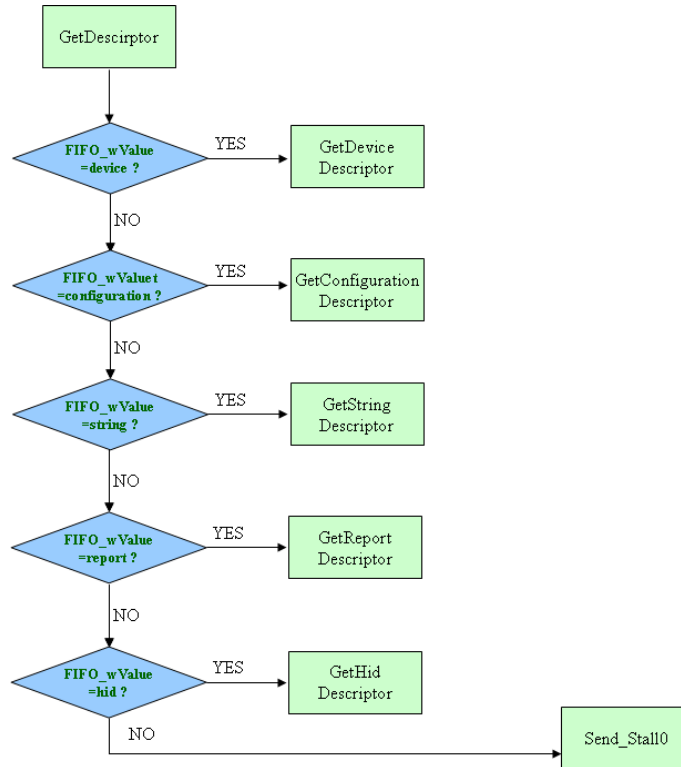 GetDescirptor
FIFO_wValue
=device ?
YES
GetDevice
Descriptor
NO
FIFO_wValuet
=configuration ?
YES
GetConfiguration
Descriptor
NO
FIFO_wValue
=string ?
YES
GetString
Descriptor
NO
FIFO_wValue
=report ?
YES
GetReport
Descriptor
NO
FIFO_wValue
=hid ?
YES
GetHid
Descriptor
NO
Send_Stall0